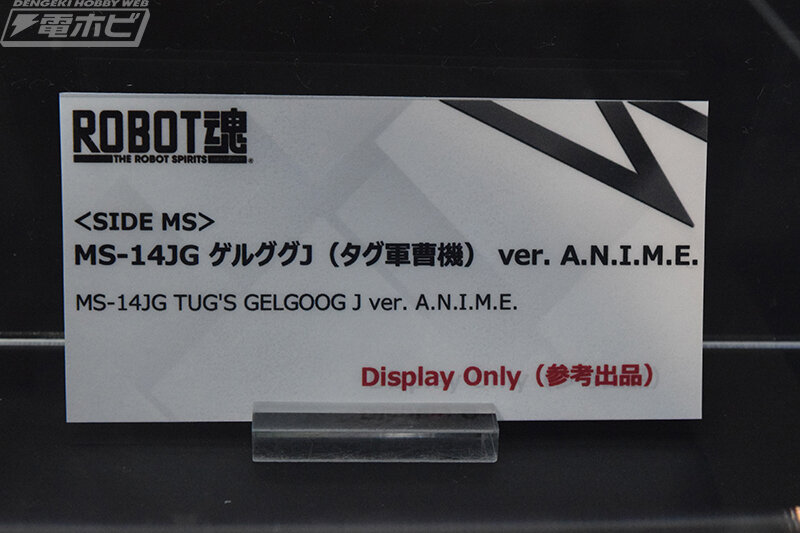 DENGEKI HOBBY WEB
電ホビ
ROBOT魂
THE ROBOT SPIRITS
<SIDE MS>
MS-14JG ゲルググJ（タグ軍曹機） ver. A.N.I.M.E.
MS-14JG TUG'S GELGOOG J ver. A.N.I.M.E.
Display Only（参考出品）